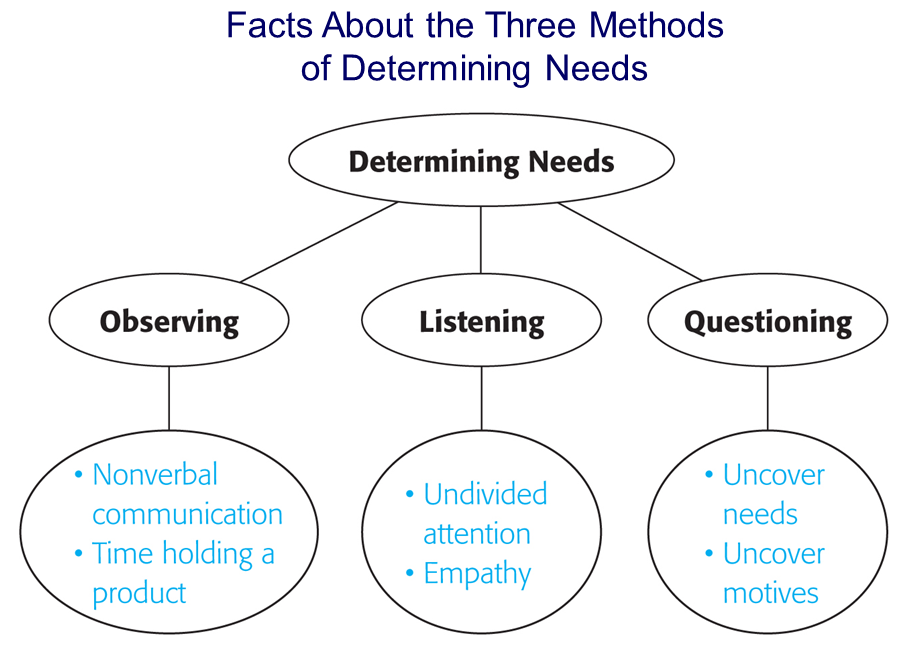 Facts About the Three Methods
of Determining Needs
Determining Needs
Observing
Listening
Questioning
• Nonverbal
communication
• Time holding a
product
• Undivided
attention
• Empathy
• Uncover
needs
• Uncover
motives